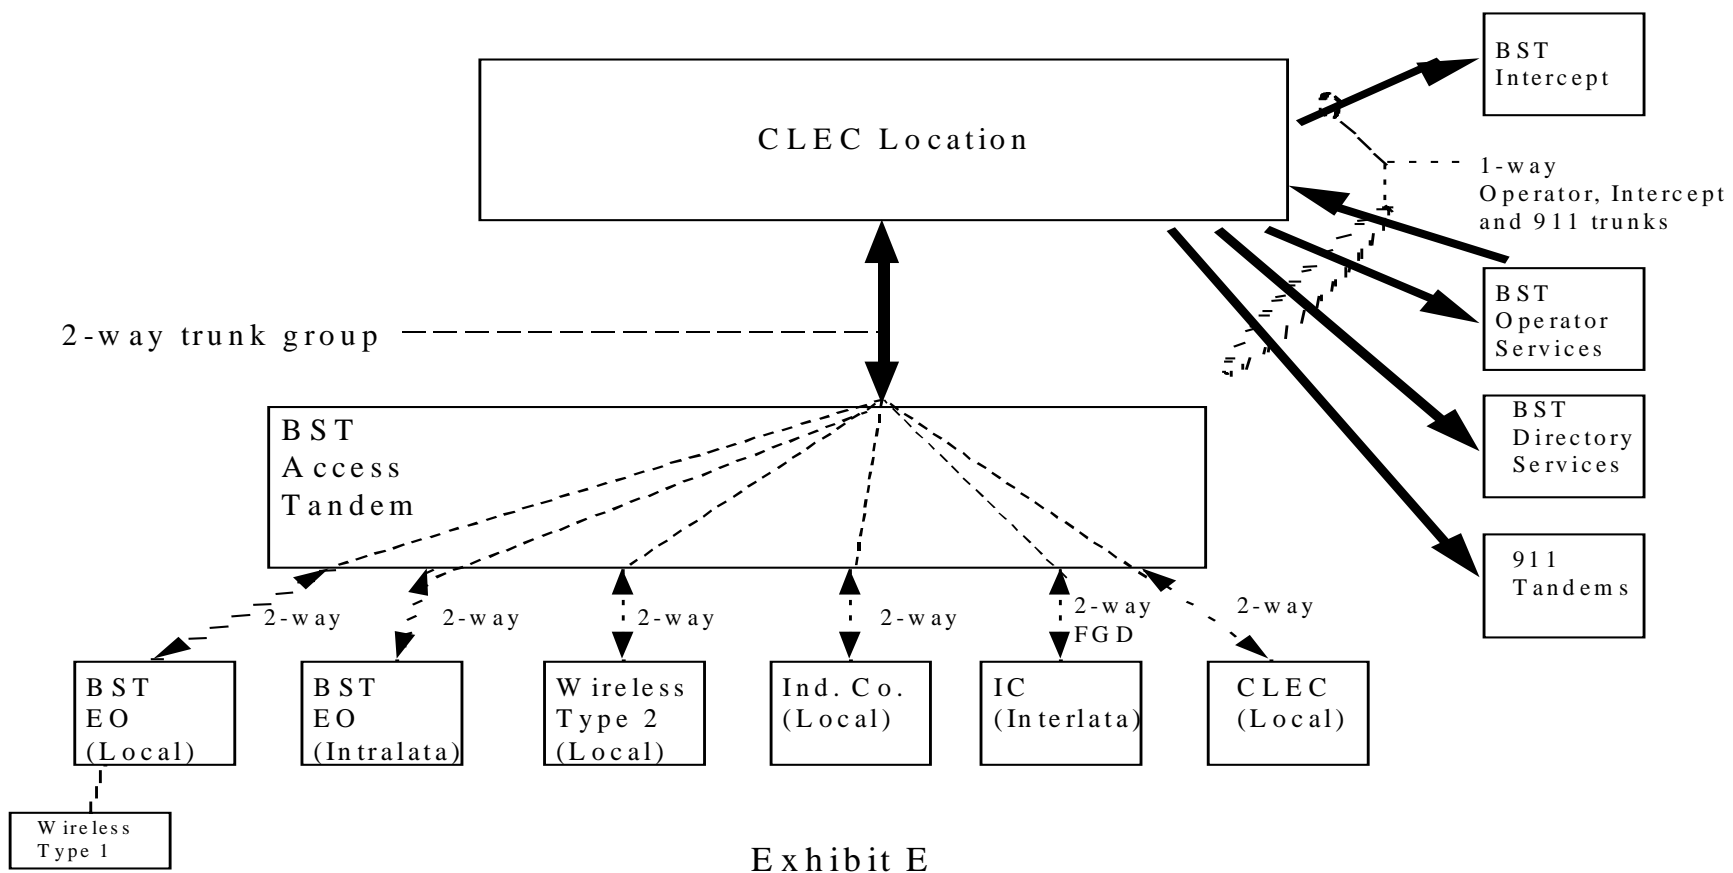 BST
Intercept
CLEC Location
1-way
Operator, Intercept
and 911 trunks
BST
Operator
Services
2-way trunk group
BST
Directory
Services
BST
Access
Tandem
911
Tandems
2-way
2-way
2-way
2-way
2-way
FGD
2-way
BST
EO
(Local)
BST
EO
(Intralata)
Wireless
Type 2
(Local)
Ind. Co.
(Local)
IC
(Interlata)
CLEC
(Local)
Wireless
Type 1
Exhibit E